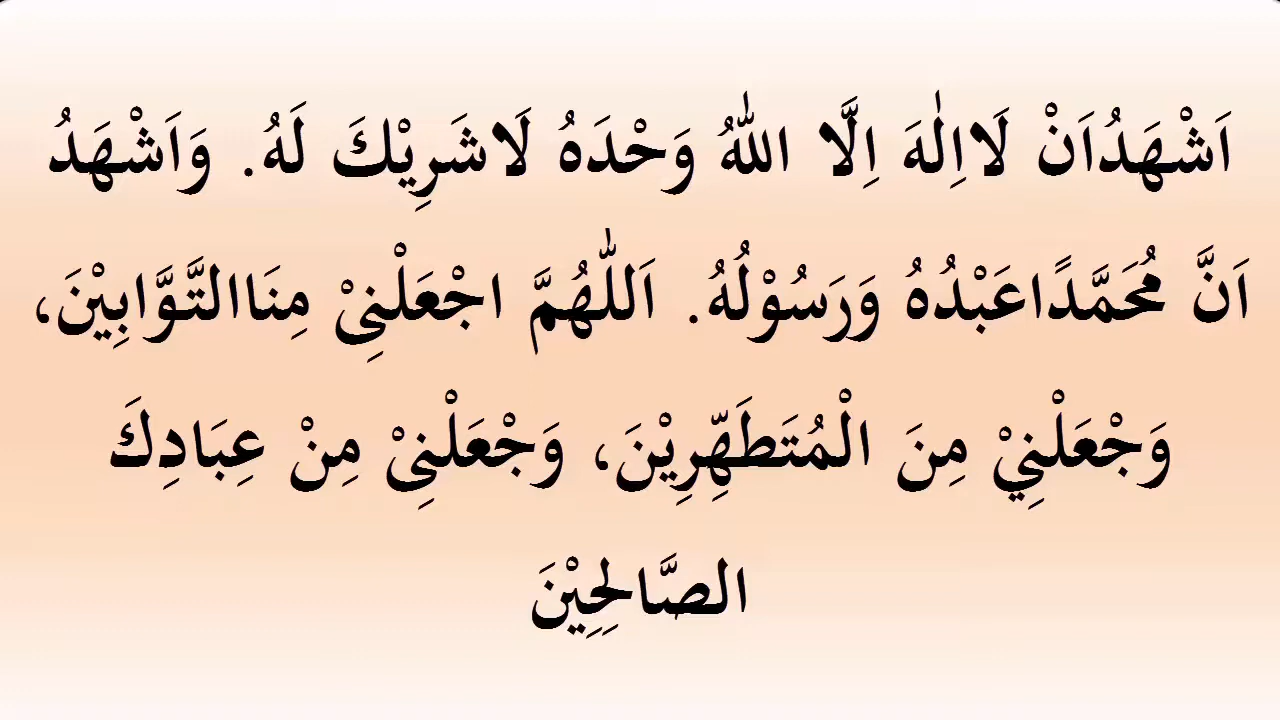 اَشْهَدُاَنْ لَااِلٰهَ اِلَّا اللّٰهُ وَحْدَهُ لَاشَرِيْكَ لَهُ. وَاَشْهَدُ
اَنَّ مُحَمَّدًاعَبْدُهُ وَرَسُوْلُهُ. اَللّٰهُمَّ اجْعَلْنِىْ مِنَاالتَّوَّابِيْنَ،
وَجْعَلْنِيْ مِنَ الْمُتَطَهِّرِيْنَ، وَجْعَلْنِىْ مِنْ عِبَادِكَ
الصَّالِحِيْنَ